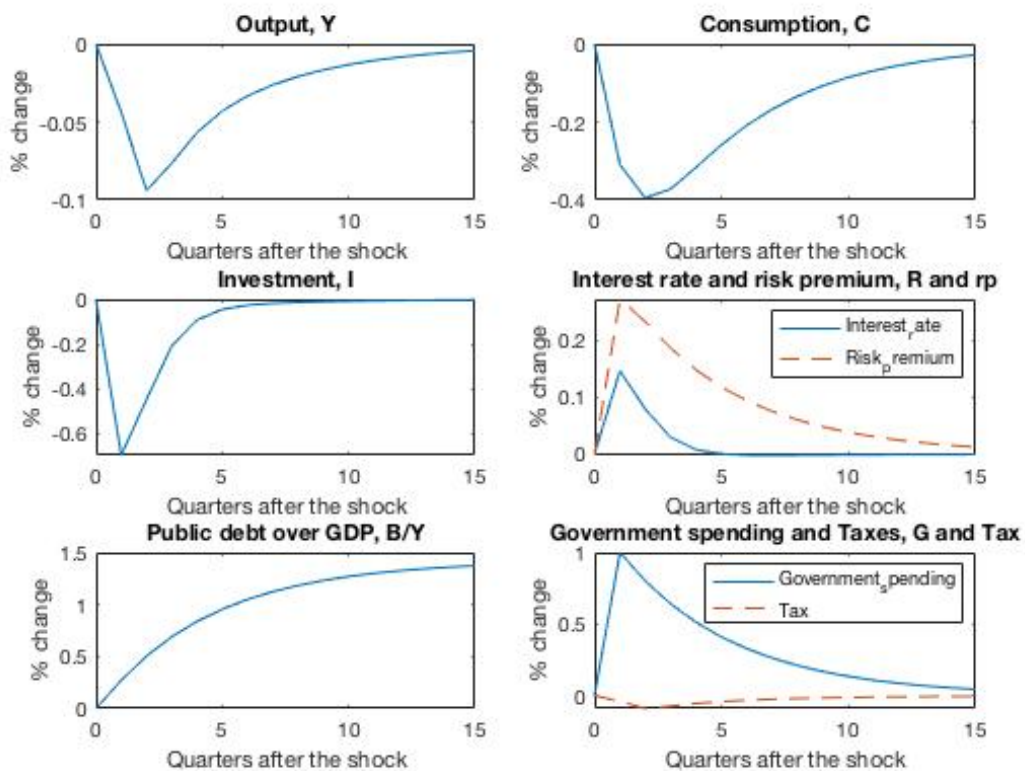 Output, Y
% change
0
-0.05
-0.1
0 5 10 15
Quarters after the shock
Consumption, C
% change
0
-0.2
-0.4
0 5 10 15
Quarters after the shock
Investment, I
% change
0
-0.2
-0.4
-0.6
0 5 10 15
Quarters after the shock
Interest rate and risk premium, R and rp
% change
0.2
0.1
0
Interest_rate
Risk_premium
0 5 10 15
Quarters after the shock
Public debt over GDP, B/Y
% change
1.5
1
0.5
0
0 5 10 15
Quarters after the shock
Government spending and Taxes, G and Tax
% change
1
0.5
0
Government_spending
Tax
0 5 10 15
Quarters after the shock